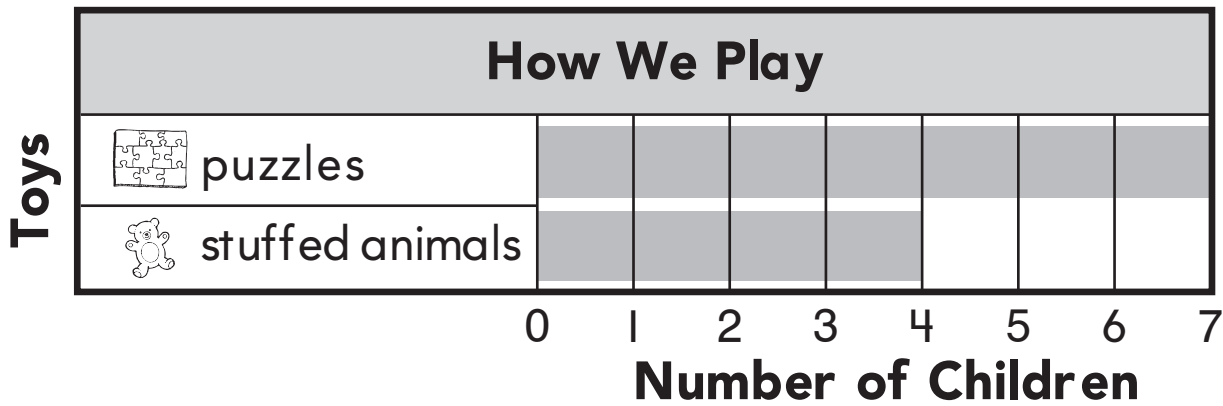 How We Play
Toys
puzzles
stuffed animals
0 1 2 3 4 5 6 7
Number of Children